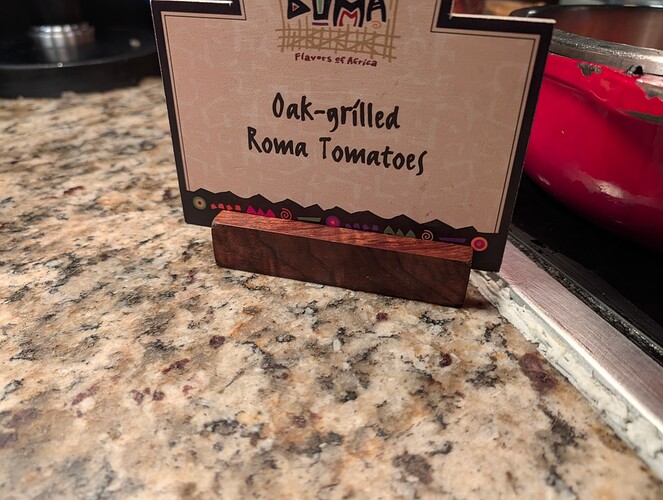 BOMA
Flavors of Africa
Oak-grilled
Roma Tomatoes